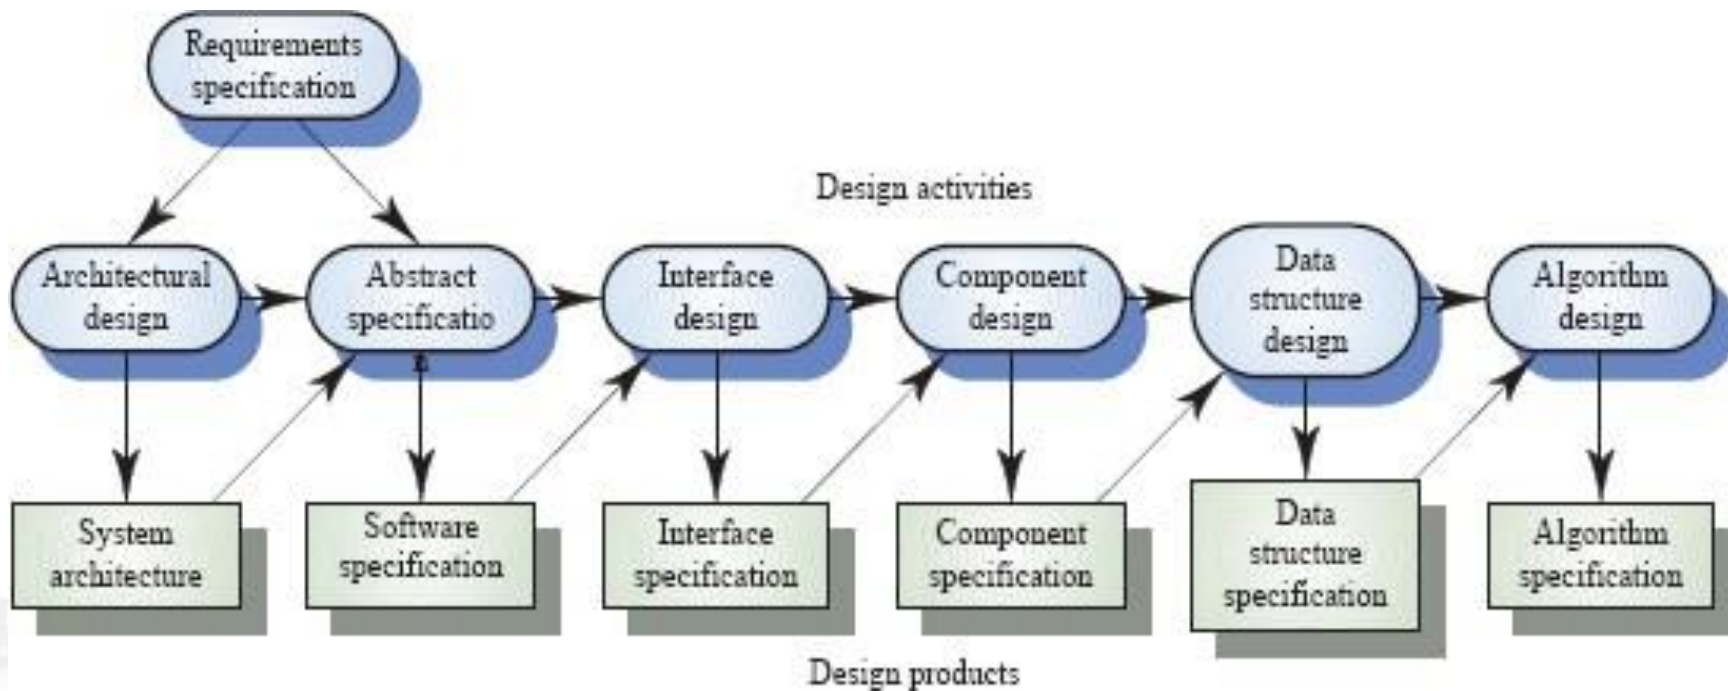 Requirements
specification
Design activities
Architectural
design
Abstract
specificatio
n
Interface
design
Component
design
Data
structure
design
Algorithm
design
System
architecture
Software
specification
Interface
specification
Component
specification
Data
structure
specification
Algorithm
specification
Design products